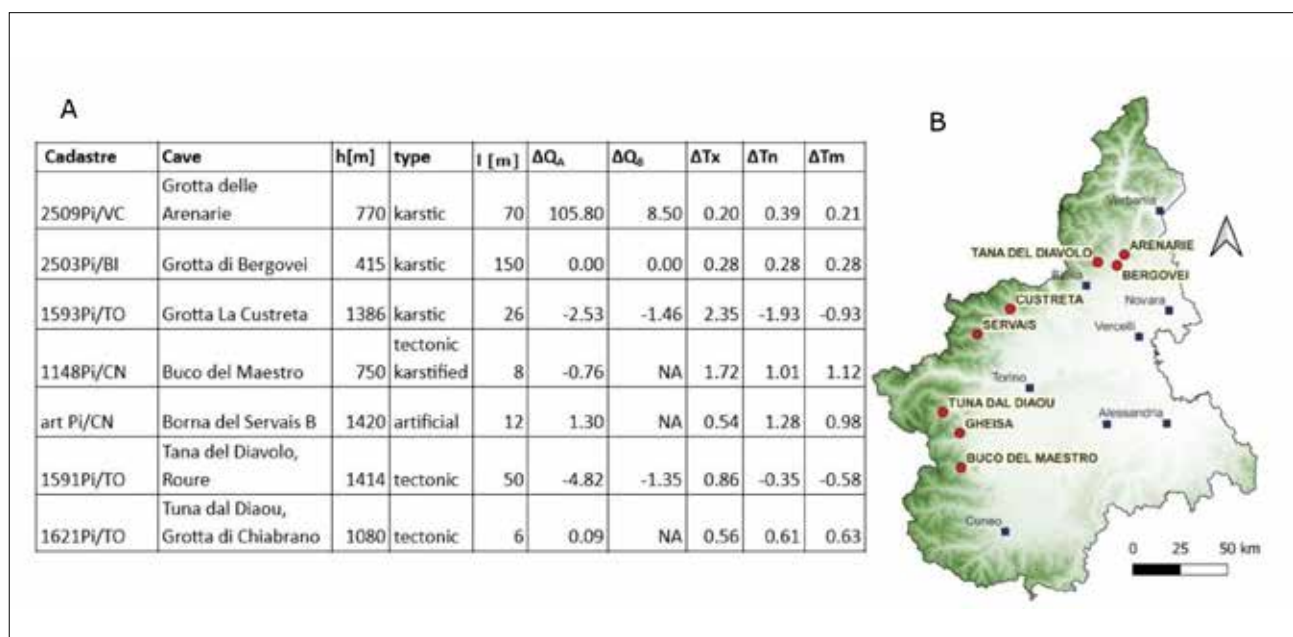 A
Cadastre Cave h[m] type l [m] ΔQA ΔQB ΔTx ΔTn ΔTm
2509Pi/VC Grotta delle Arenarie 770 karstic 70 105.80 8.50 0.20 0.39 0.21
2503Pi/BI Grotta di Bergovei 415 karstic 150 0.00 0.00 0.28 0.28 0.28
1593Pi/TO Grotta La Custreta 1386 karstic 26 -2.53 -1.46 2.35 -1.93 -0.93
1148Pi/CN Buco del Maestro 750 tectonic karstified 8 -0.76 NA 1.72 1.01 1.12
art Pi/CN Borna del Servais B 1420 artificial 12 1.30 NA 0.54 1.28 0.98
1591Pi/TO Tana del Diavolo, Roure 1414 tectonic 50 -4.82 -1.35 0.86 -0.35 -0.58
1621Pi/TO Tuna dal Diaou, Grotta di Chiabrano 1080 tectonic 6 0.09 NA 0.56 0.61 0.63
B
Verbania
TANA DEL DIAVOLO
ARENARIE
BERGOVEI
CUSTRETA
Novara
SERVAIS
Vercelli
Torino
TUNA DAL DIAOU
Alessandria
GHEISA
BUCO DEL MAESTRO
Cuneo
0 25 50 km